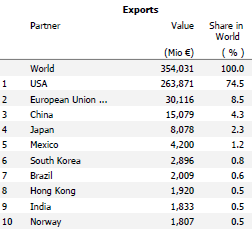 Exports
Partner Value Share in World
(Mio €) ( % )
World 354,031 100.0
1 USA 263,871 74.5
2 European Union ... 30,116 8.5
3 China 15,079 4.3
4 Japan 8,078 2.3
5 Mexico 4,200 1.2
6 South Korea 2,896 0.8
7 Brazil 2,009 0.6
8 Hong Kong 1,920 0.5
9 India 1,833 0.5
10 Norway 1,807 0.5